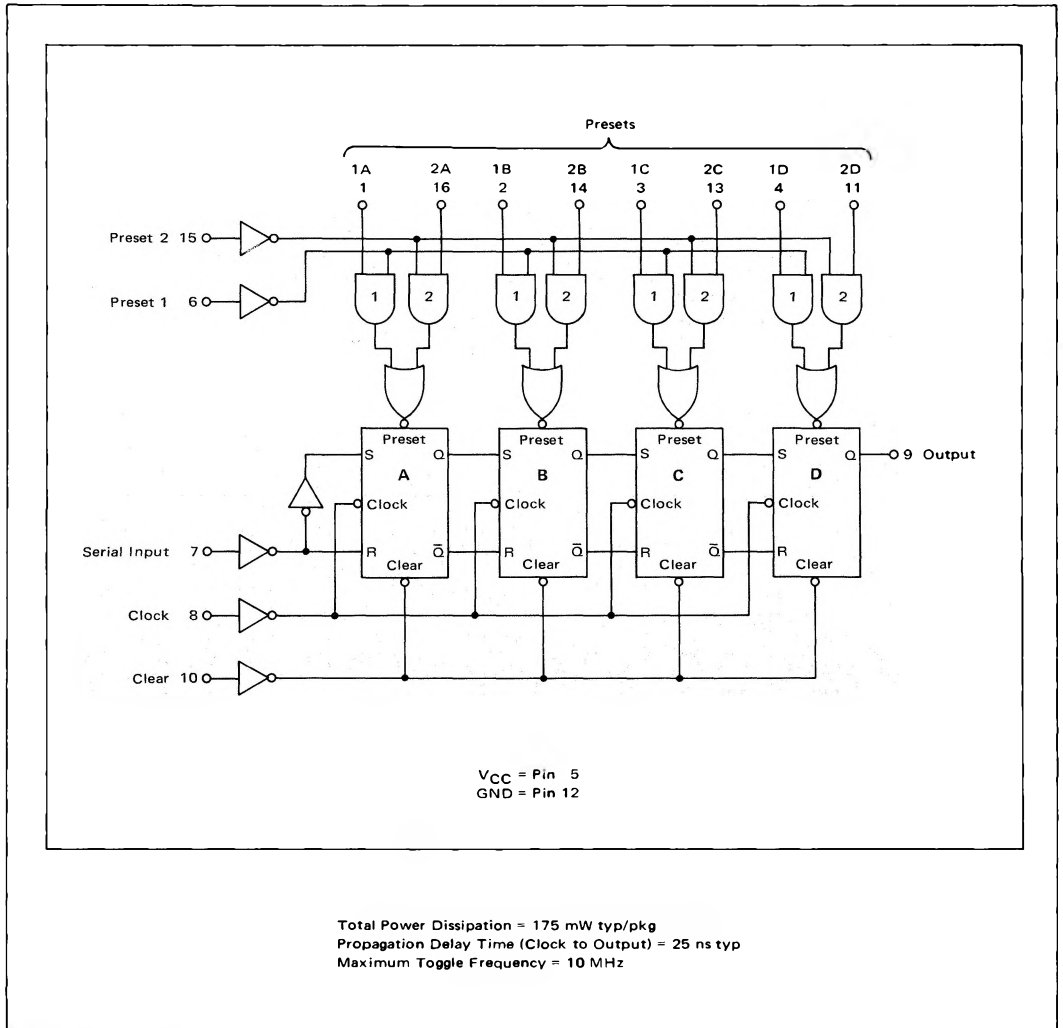 Presets
1A 2A 1B 2B 1C 2C 1D 2D
1 16 2 14 3 13 4 11
Preset 2 15
Preset 1 6
1 2 1 2 1 2 1 2
Preset Preset Preset Preset
S Q S Q S Q S Q 9 Output
A B C D
Clock Clock Clock Clock
Serial Input 7
R Q̅ R Q̅ R Q̅ R
Clear Clear Clear Clear
Clock 8
Clear 10
VCC = Pin 5
GND = Pin 12
Total Power Dissipation = 175 mW typ/pkg
Propagation Delay Time (Clock to Output) = 25 ns typ
Maximum Toggle Frequency = 10 MHz